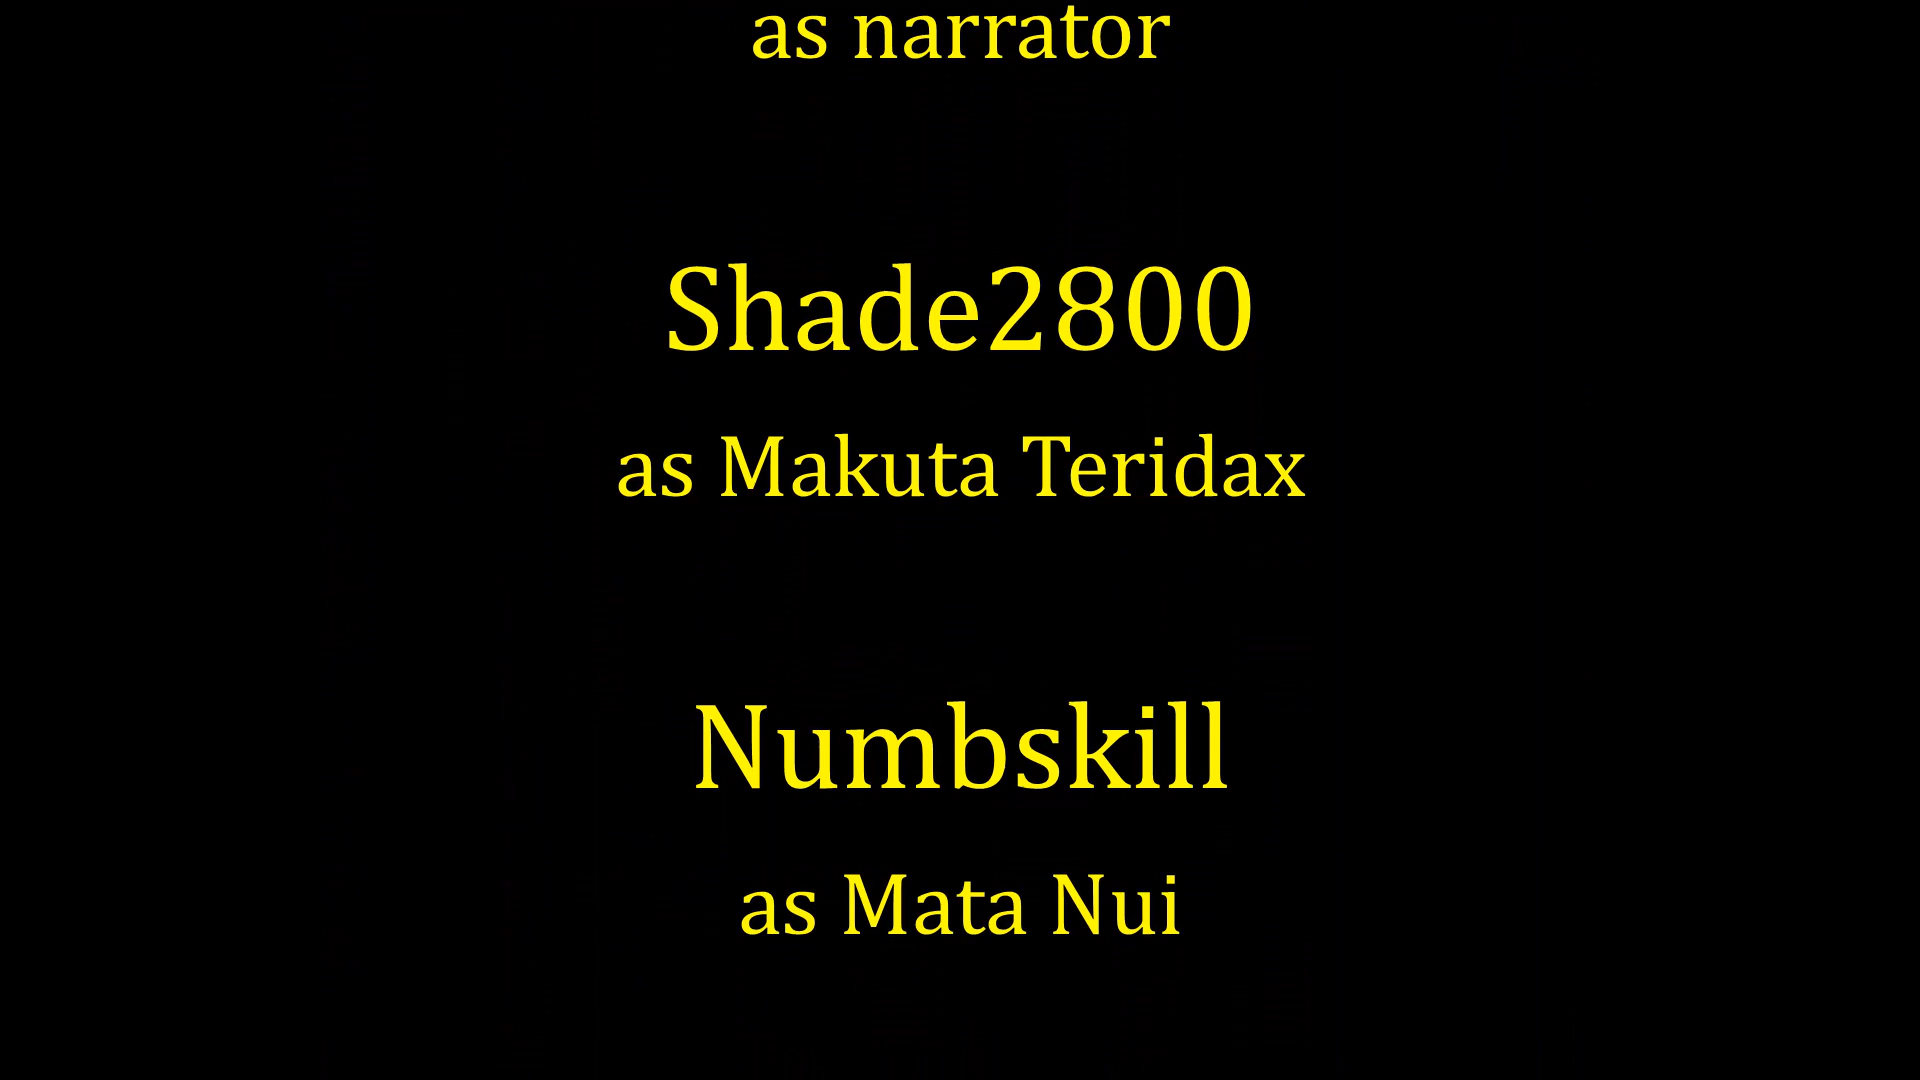 as narrator
Shade2800
as Makuta Teridax
Numbskill
as Mata Nui